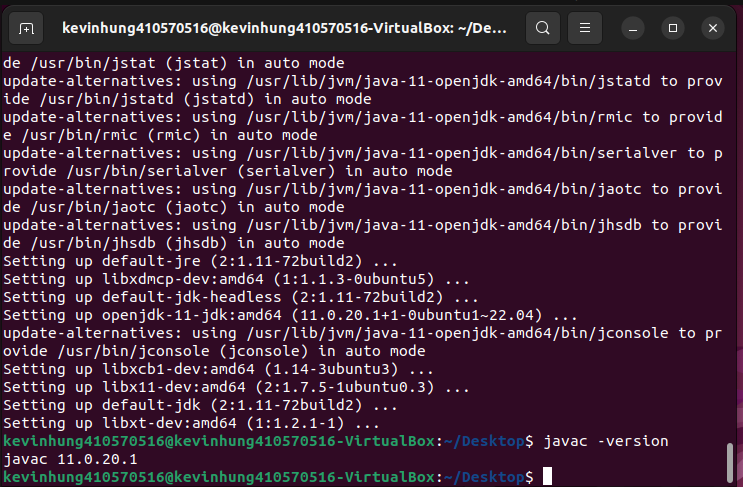 kevinhung410570516@kevinhung410570516-VirtualBox: ~/De...
de /usr/bin/jstat (jstat) in auto mode
update-alternatives: using /usr/lib/jvm/java-11-openjdk-amd64/bin/jstatd to prov
ide /usr/bin/jstatd (jstatd) in auto mode
update-alternatives: using /usr/lib/jvm/java-11-openjdk-amd64/bin/rmic to provid
e /usr/bin/rmic (rmic) in auto mode
update-alternatives: using /usr/lib/jvm/java-11-openjdk-amd64/bin/serialver to p
rovide /usr/bin/serialver (serialver) in auto mode
update-alternatives: using /usr/lib/jvm/java-11-openjdk-amd64/bin/jaotc to provi
de /usr/bin/jaotc (jaotc) in auto mode
update-alternatives: using /usr/lib/jvm/java-11-openjdk-amd64/bin/jhsdb to provi
de /usr/bin/jhsdb (jhsdb) in auto mode
Setting up default-jre (2:1.11-72build2) ...
Setting up libxdmcp-dev:amd64 (1:1.1.3-0ubuntu5) ...
Setting up default-jdk-headless (2:1.11-72build2) ...
Setting up openjdk-11-jdk:amd64 (11.0.20.1+1-0ubuntu1~22.04) ...
update-alternatives: using /usr/lib/jvm/java-11-openjdk-amd64/bin/jconsole to pr
ovide /usr/bin/jconsole (jconsole) in auto mode
Setting up libxcb1-dev:amd64 (1.14-3ubuntu3) ...
Setting up libx11-dev:amd64 (2:1.7.5-1ubuntu0.3) ...
Setting up default-jdk (2:1.11-72build2) ...
Setting up libxt-dev:amd64 (1:1.2.1-1) ...
kevinhung410570516@kevinhung410570516-VirtualBox:~/Desktop$ javac -version
javac 11.0.20.1
kevinhung410570516@kevinhung410570516-VirtualBox:~/Desktop$